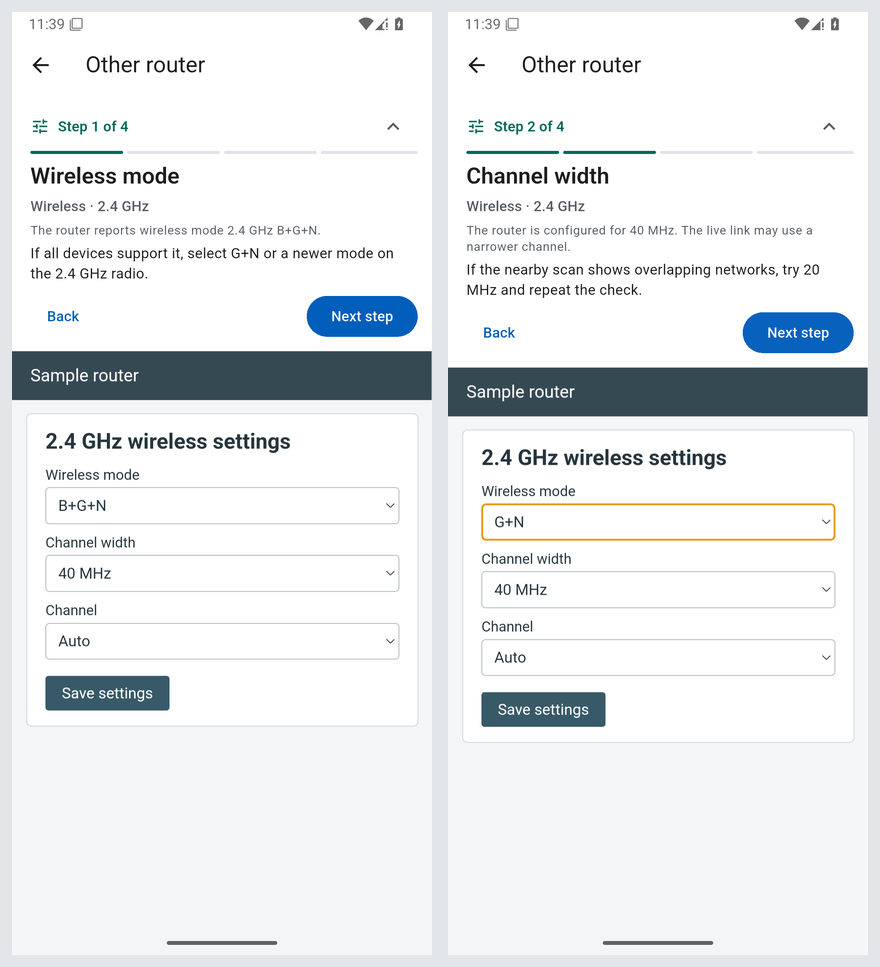 11:39
Other router
Step 1 of 4
Wireless mode
Wireless · 2.4 GHz
The router reports wireless mode 2.4 GHz B+G+N.
If all devices support it, select G+N or a newer mode on
the 2.4 GHz radio.
Back
Next step
Sample router
2.4 GHz wireless settings
Wireless mode
B+G+N
Channel width
40 MHz
Channel
Auto
Save settings
11:39
Other router
Step 2 of 4
Channel width
Wireless · 2.4 GHz
The router is configured for 40 MHz. The live link may use a
narrower channel.
If the nearby scan shows overlapping networks, try 20
MHz and repeat the check.
Back
Next step
Sample router
2.4 GHz wireless settings
Wireless mode
G+N
Channel width
40 MHz
Channel
Auto
Save settings